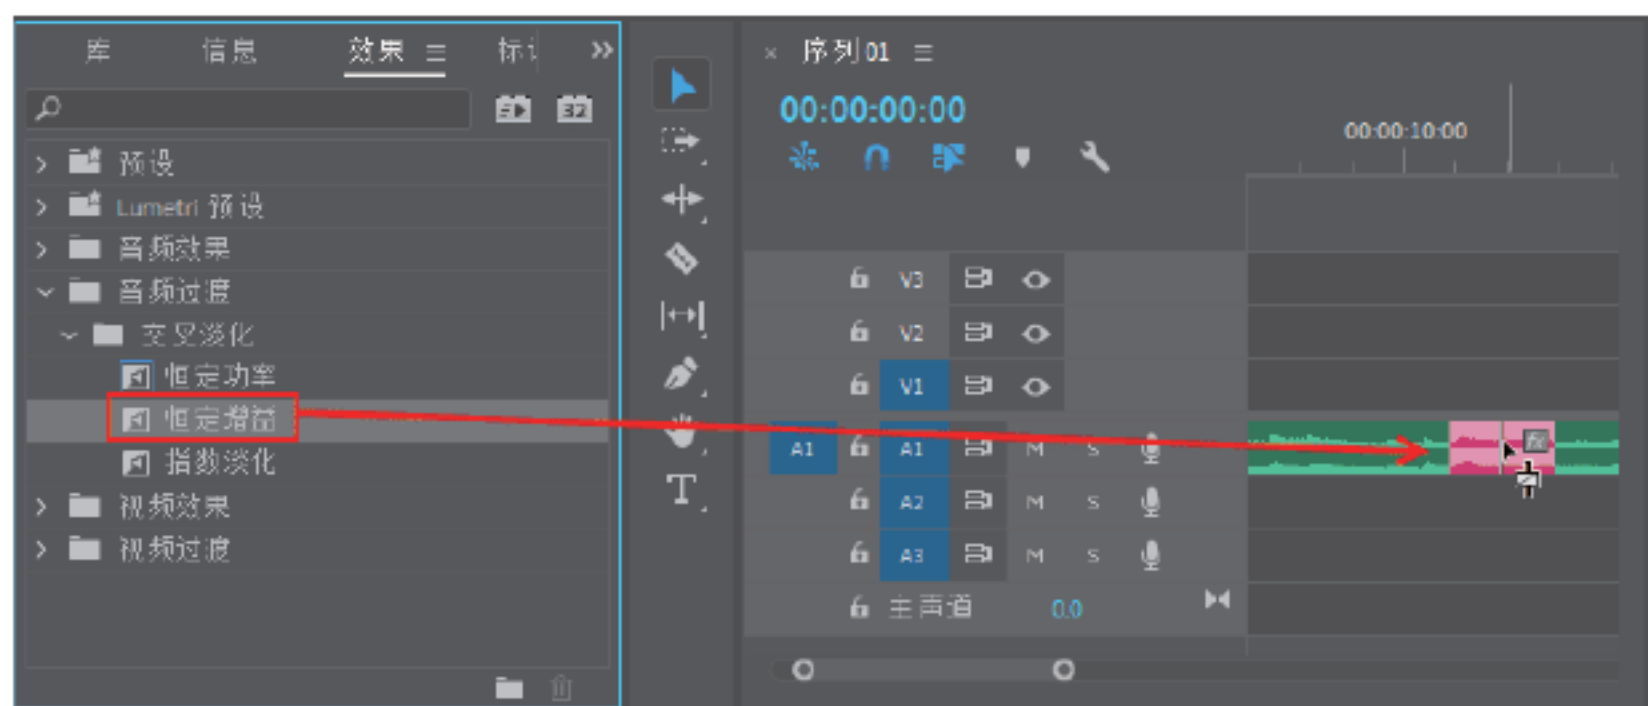 库 信息 效果 标
32
预设
Lumetri 预设
音频效果
音频过渡
交叉淡化
恒定功率
恒定增益
指数淡化
视频效果
视频过渡
T
× 序列 01
00:00:00:00
00:00:10:00
V3
V2
V1
A1 A1 M S
fx
A2 M S
A3 M S
主声道 0.0